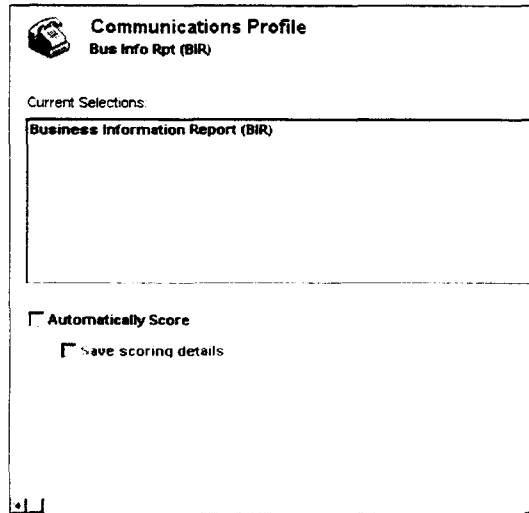 Communications Profile
Bus Info Rpt (BIR)
Current Selections:
Business Information Report (BIR)
Automatically Score
Save scoring details